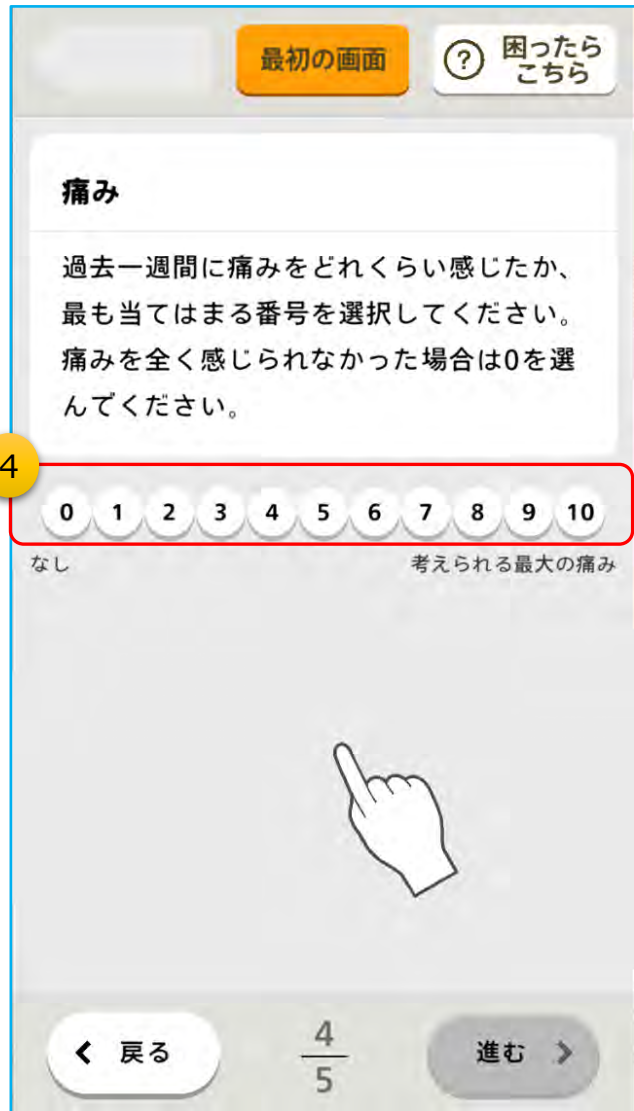 最初の画面
? 困ったら
こちら
痛み
過去一週間に痛みをどれくらい感じたか、
最も当てはまる番号を選択してください。
痛みを全く感じられなかった場合は0を選
んでください。
4
0 1 2 3 4 5 6 7 8 9 10
なし 考えられる最大の痛み
戻る
4
5
進む